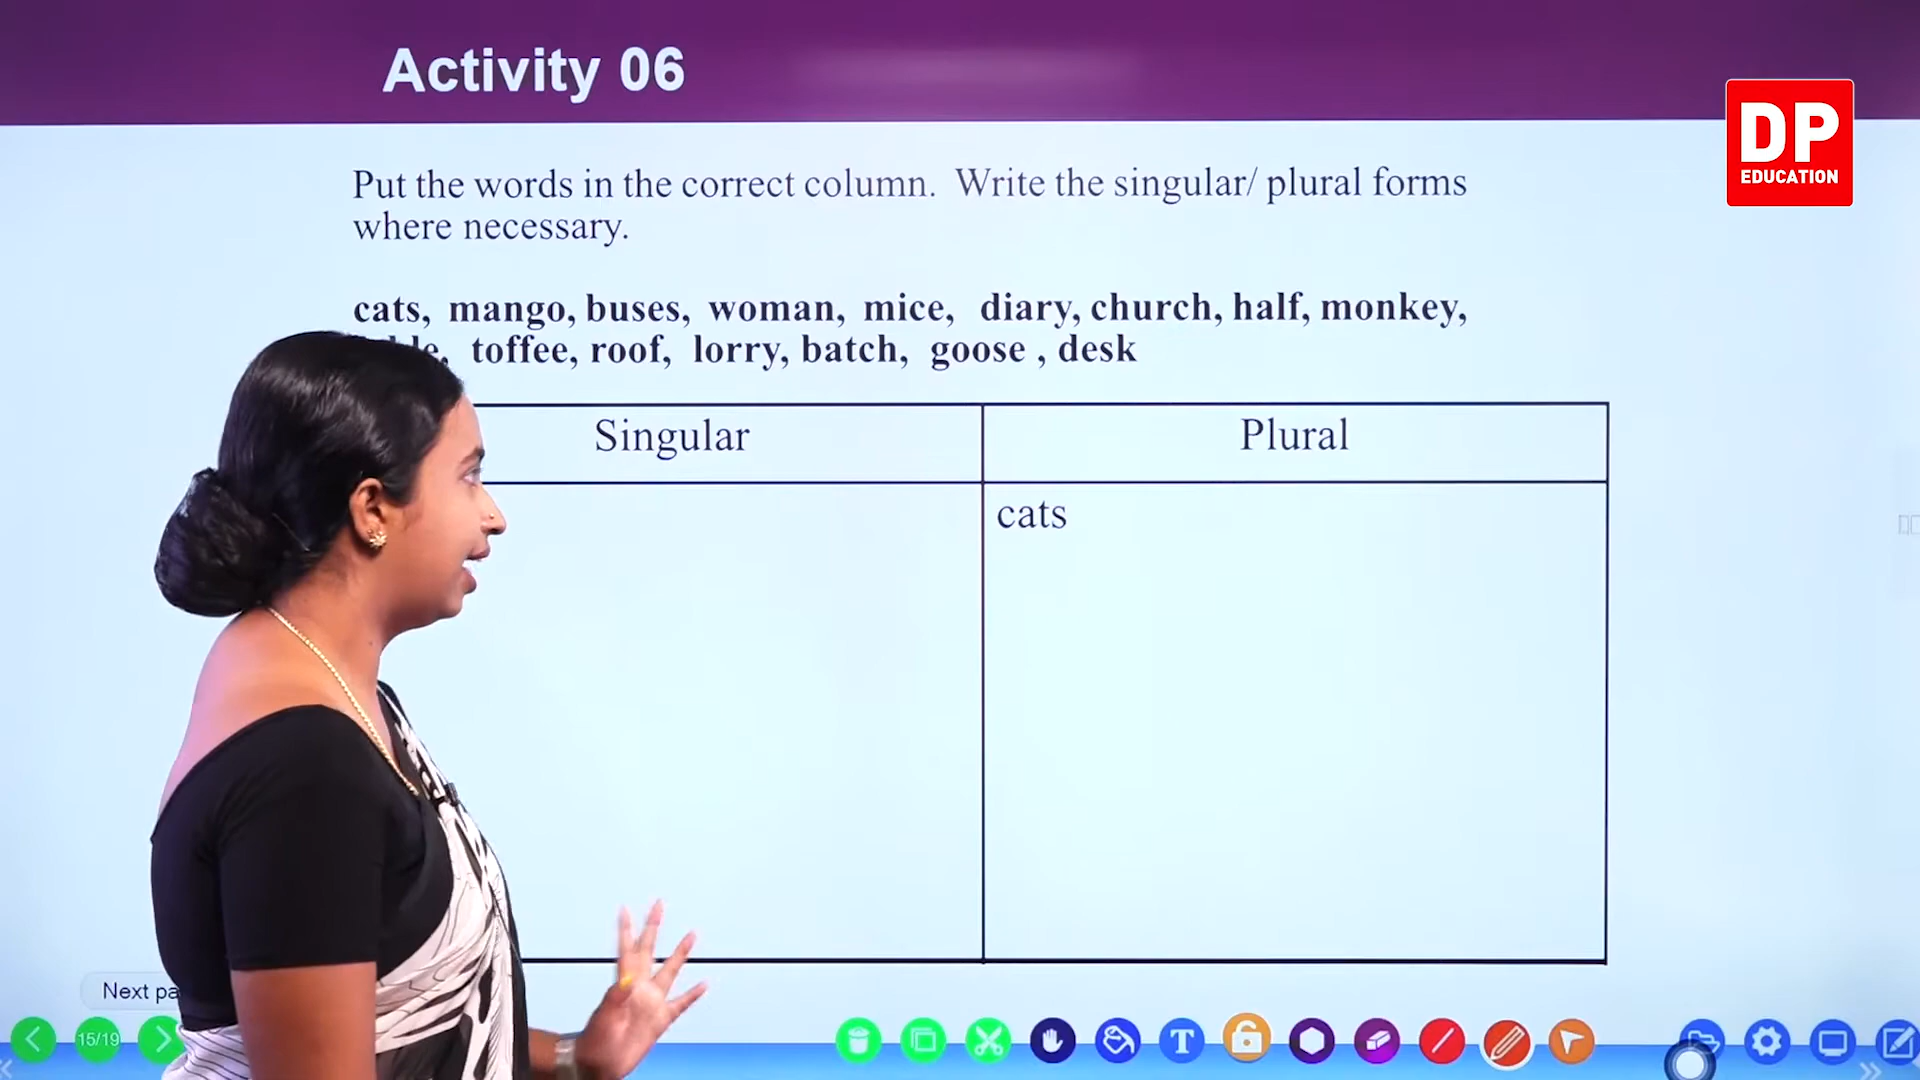 Activity 06
DP
EDUCATION
Put the words in the correct column. Write the singular/ plural forms
where necessary.
cats, mango, buses, woman, mice, diary, church, half, monkey,
toffee, roof, lorry, batch, goose , desk
Singular
Plural
cats
Next
15/19
T